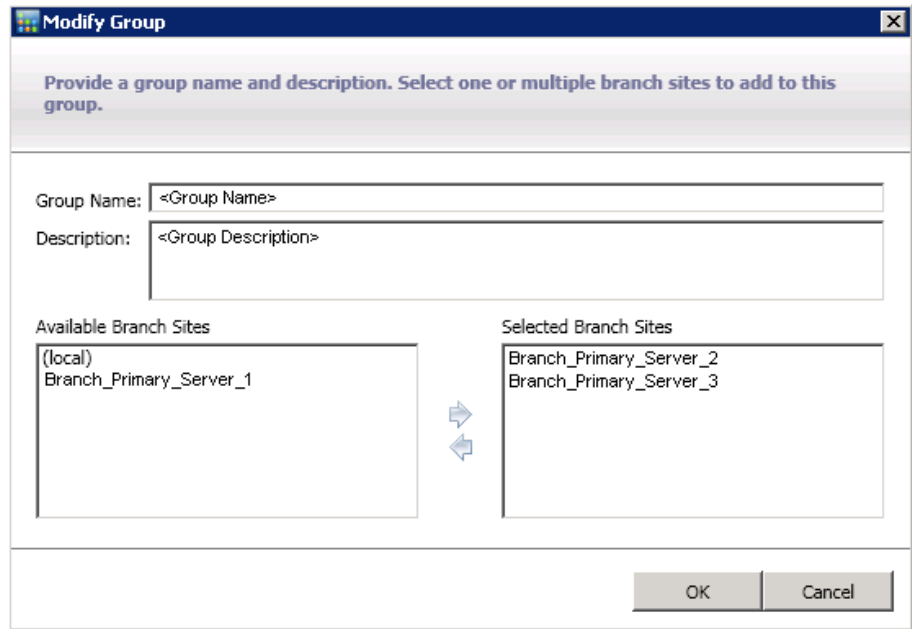 Modify Group
Provide a group name and description. Select one or multiple branch sites to add to this
group.
Group Name: <Group Name>
Description: <Group Description>
Available Branch Sites
(local)
Branch_Primary_Server_1
Selected Branch Sites
Branch_Primary_Server_2
Branch_Primary_Server_3
OK
Cancel